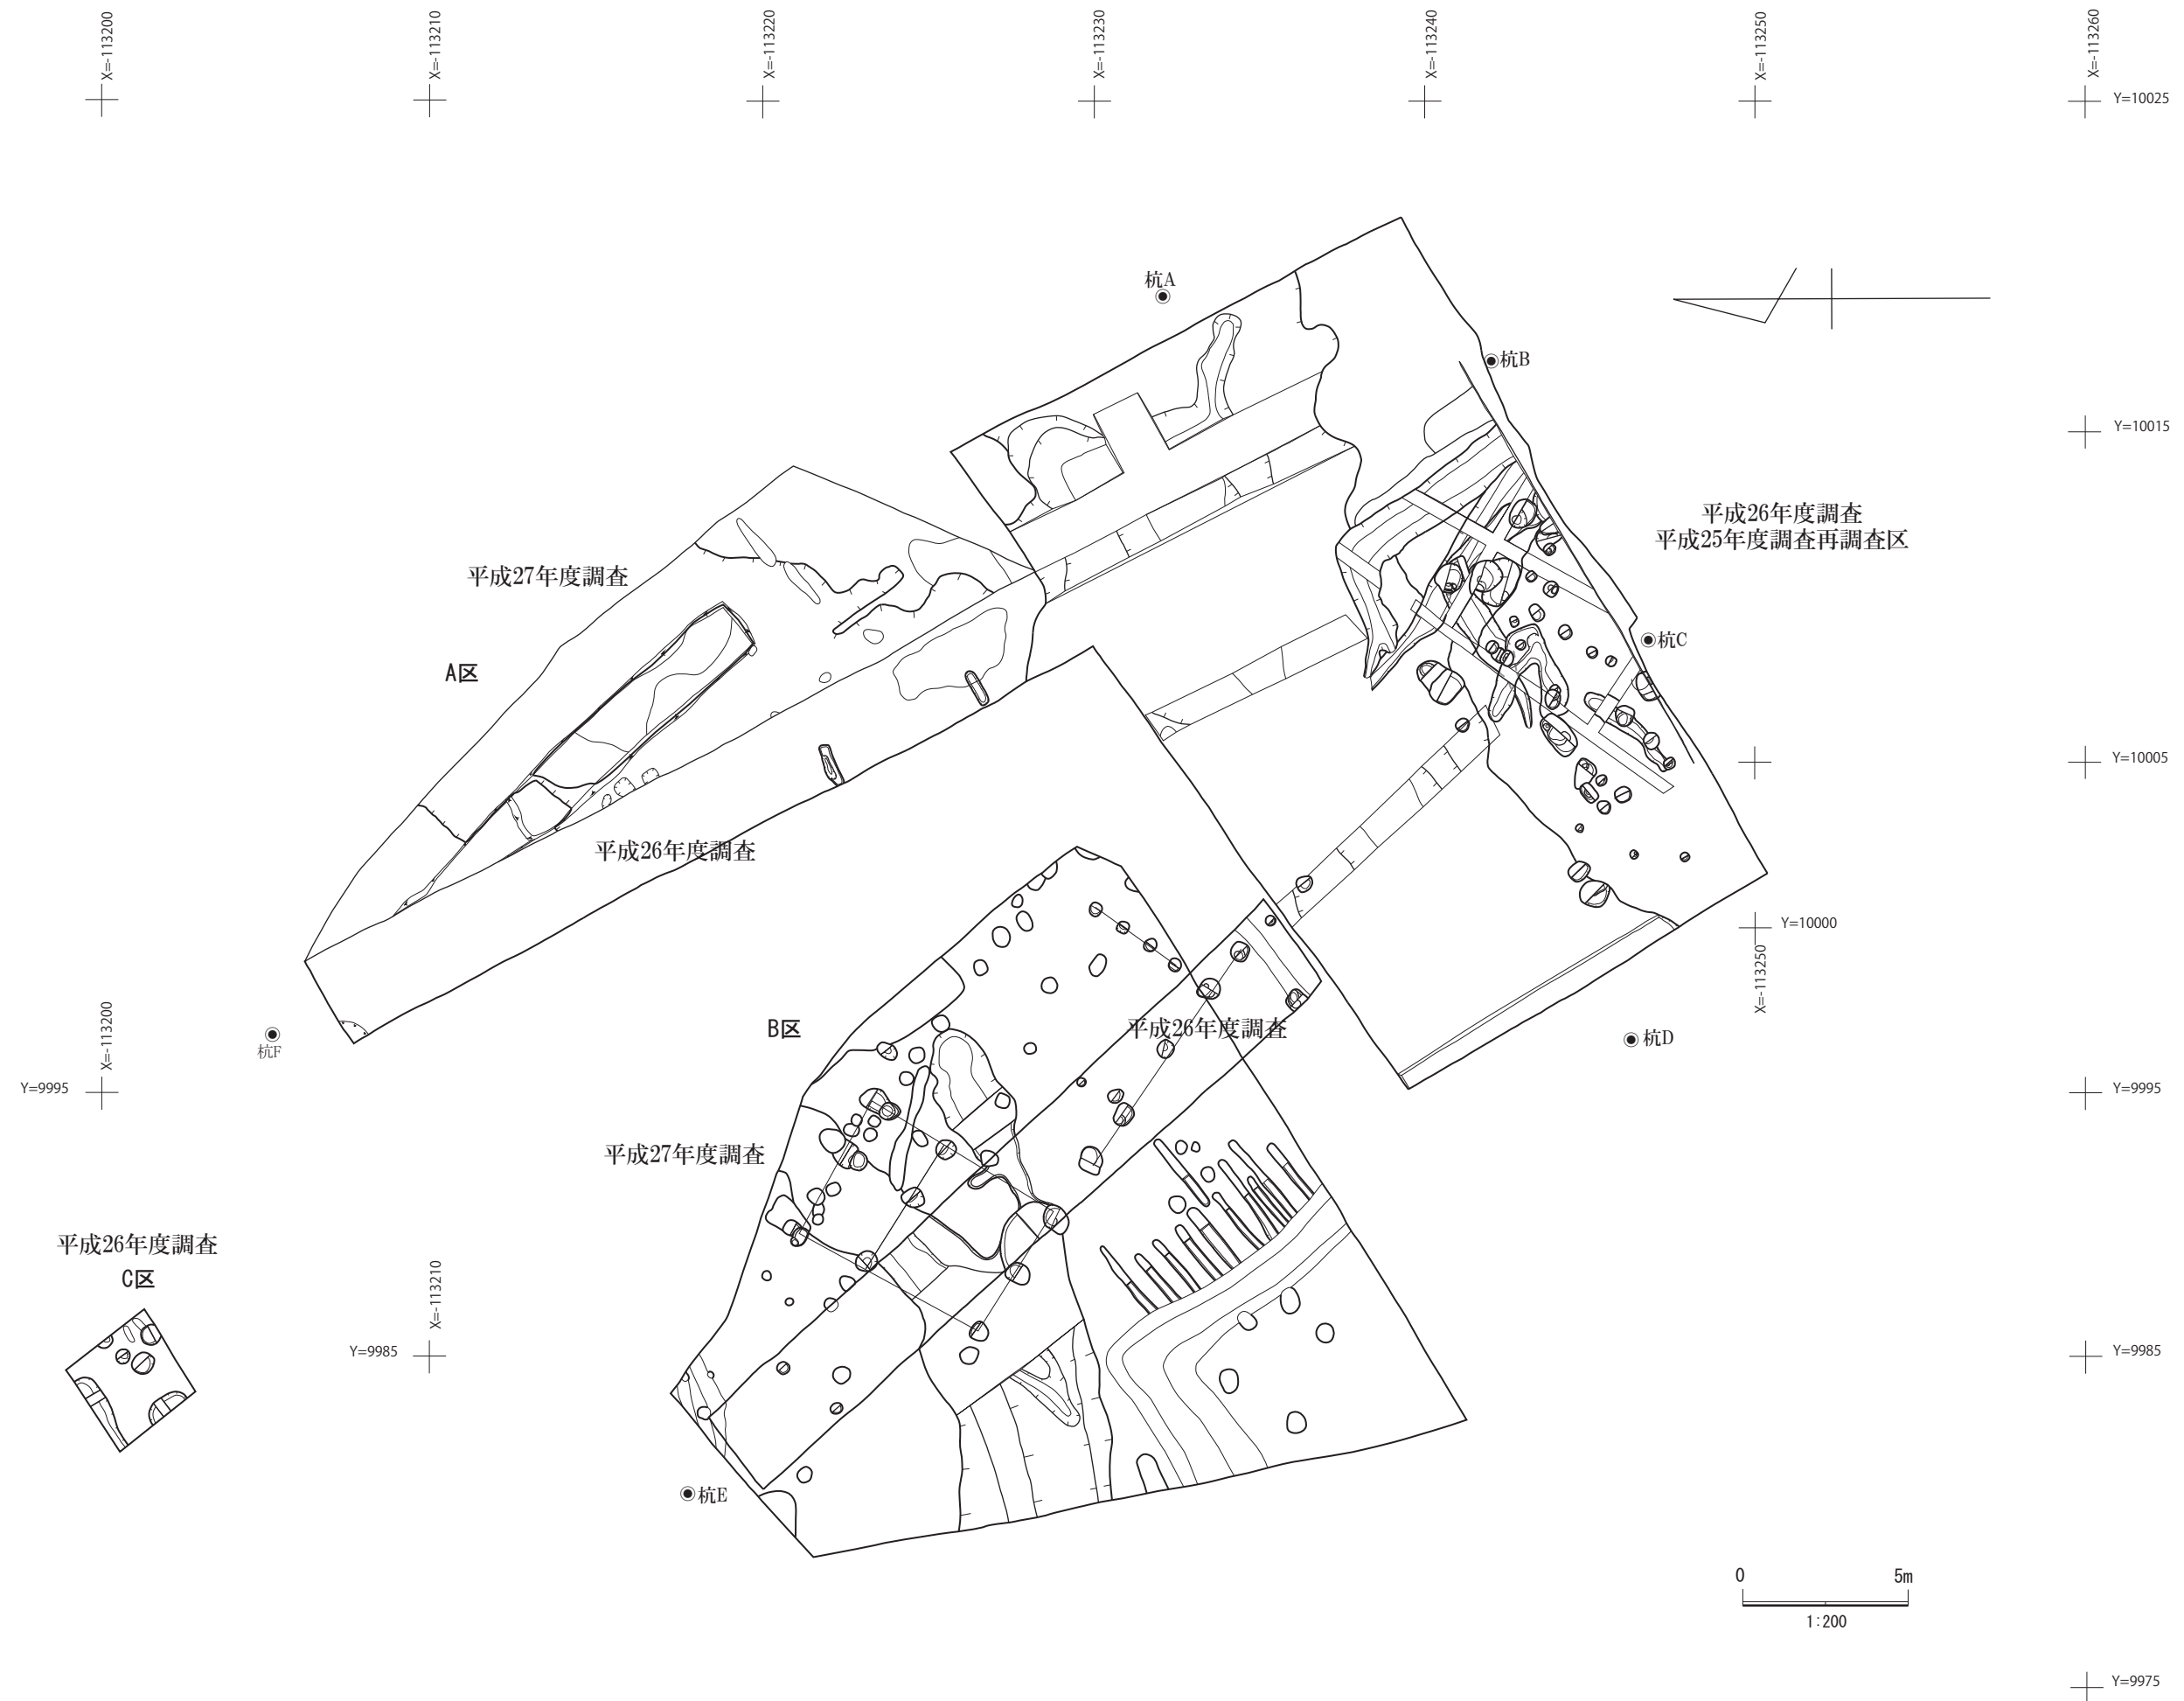 X=-113200
X=-113210
X=-113220
X=-113230
X=-113240
X=-113250
X=-113260
Y=10025
杭A
杭B
Y=10015
平成26年度調査
平成25年度調査再調査区
平成27年度調査
A区
杭C
Y=10005
平成26年度調査
Y=10000
X=-113250
X=-113200
杭F
B区
平成26年度調査
杭D
Y=9995
Y=9995
平成27年度調査
平成26年度調査
C区
X=-113210
Y=9985
Y=9985
杭E
0 5m
1:200
Y=9975